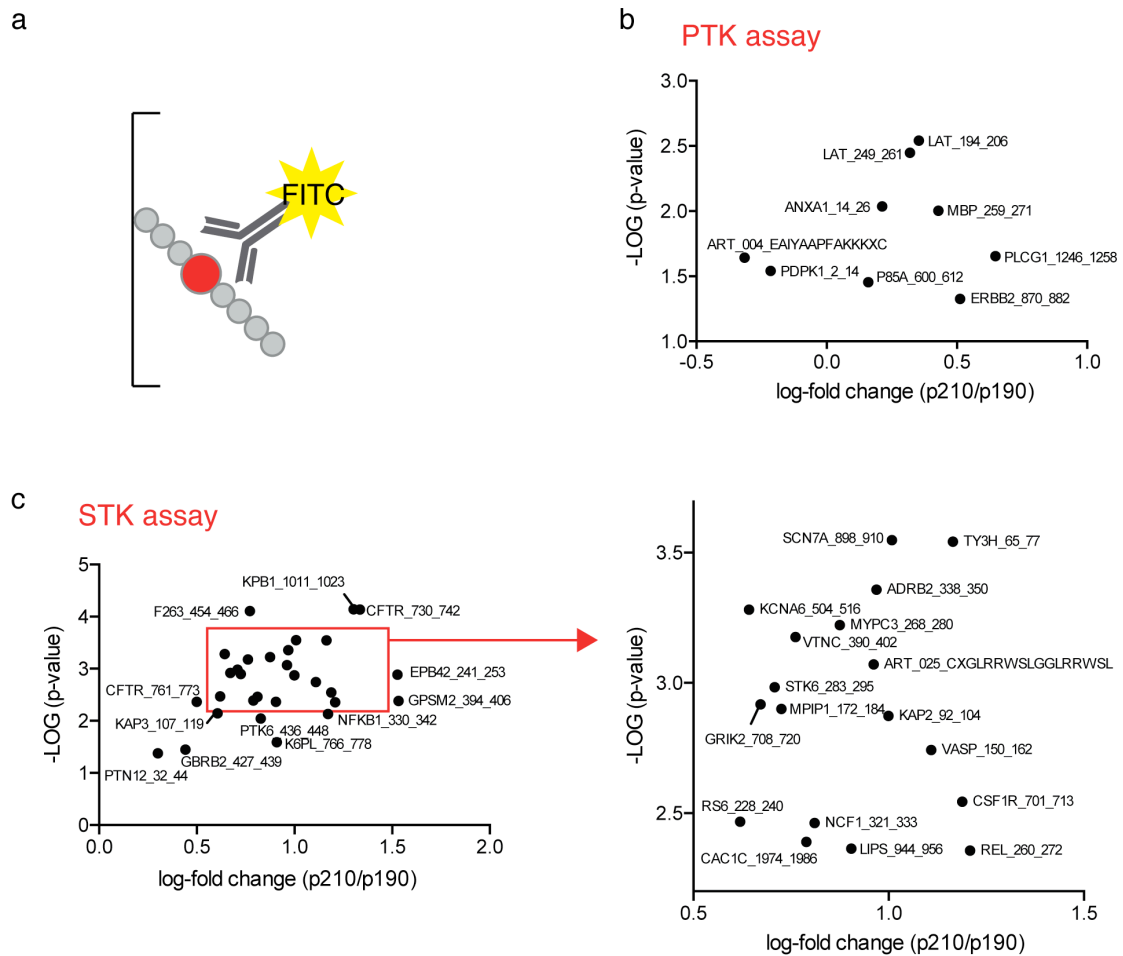 a
FITC
b
PTK assay
3.0
2.5
2.0
1.5
1.0
-0.5
0.0
0.5
1.0
-LOG (p-value)
log-fold change (p210/p190)
LAT_194_206
LAT_249_261
ANXA1_14_26
MBP_259_271
ART_004_EAIYAAPFAKKKXC
PLCG1_1246_1258
PDPK1_2_14
P85A_600_612
ERBB2_870_882
c
STK assay
5
4
3
2
1
0
0.0
0.5
1.0
1.5
2.0
-LOG (p-value)
log-fold change (p210/p190)
KPB1_1011_1023
F263_454_466
CFTR_730_742
EPB42_241_253
CFTR_761_773
GPSM2_394_406
KAP3_107_119
NFKB1_330_342
PTK6_436_448
K6PL_766_778
GBRB2_427_439
PTN12_32_44
3.5
3.0
2.5
0.5
1.0
1.5
-LOG (p-value)
log-fold change (p210/p190)
SCN7A_898_910
TY3H_65_77
ADRB2_338_350
KCNA6_504_516
MYPC3_268_280
VTNC_390_402
ART_025_CXGLRRWSLGGLRRWSL
STK6_283_295
MPIP1_172_184
KAP2_92_104
GRIK2_708_720
VASP_150_162
CSF1R_701_713
RS6_228_240
NCF1_321_333
CAC1C_1974_1986
LIPS_944_956
REL_260_272